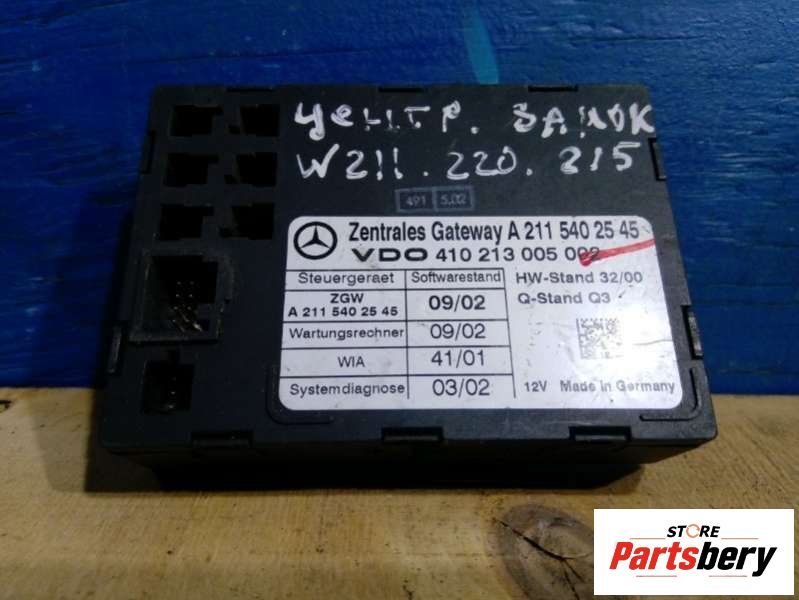 Центр. Замок
W211. 220. 215
491 5.02
Zentrales Gateway A 211 540 25 45
VDO 410 213 005 002
Steuergeraet Softwarestand HW-Stand 32/00
ZGW
A 211 540 25 45 09/02 Q-Stand Q3
Wartungsrechner 09/02
WIA 41/01
Systemdiagnose 03/02 12V Made in Germany
STORE
Partsbery